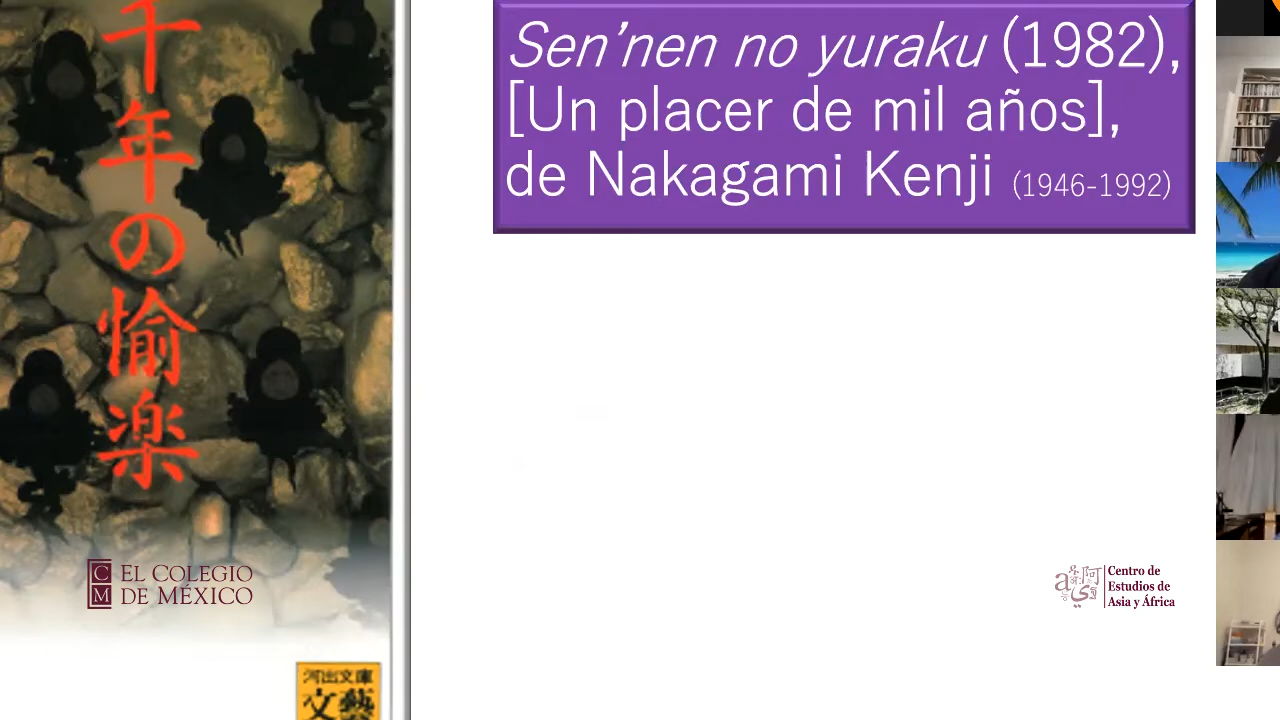 千年の愉楽
Sen’nen no yuraku (1982),
[Un placer de mil años],
de Nakagami Kenji (1946-1992)
CM
EL COLEGIO
DE MÉXICO
Centro de
Estudios de
Asia y África
河出文庫
文藝